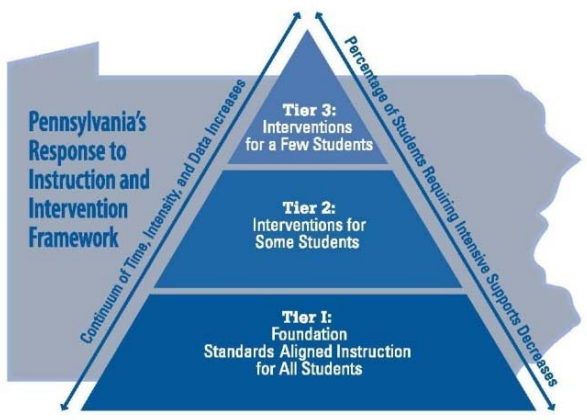 Pennsylvania's
Response to
Instruction and
Intervention
Framework
Continuum of Time, Intensity, and Data Increases
Percentage of Students Requiring Intensive Supports Decreases
Tier 3:
Interventions
for a Few Students
Tier 2:
Interventions for
Some Students
Tier I:
Foundation
Standards Aligned Instruction
for All Students